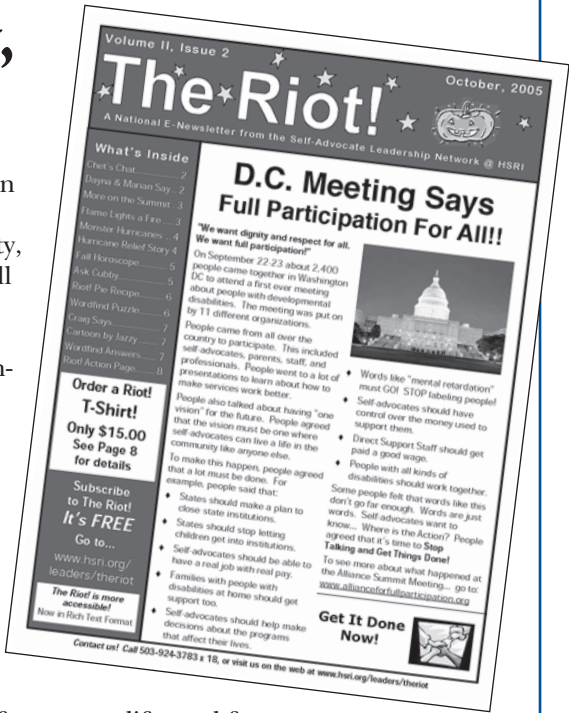 Volume II, Issue 2
October, 2005
The Riot!
A National E-Newsletter from the Self-Advocate Leadership Network @ HSRI
What's Inside
Chet's Chat 2
Dayna & Marian Say 2
More on the Summit 3
Flame Lights a Fire 3
Monster Hurricanes 4
Hurricane Relief Story 4
Fall Horoscope 5
Ask Cubby 5
Riot! Pie Recipe 6
Wordfind Puzzle 6
Craig Says 7
Cartoon by Jazzy 7
Wordfind Answers 7
Riot! Action Page 8
Order a Riot!
T-Shirt!
Only $15.00
See Page 8
for details
Subscribe
to The Riot!
It's FREE
Go to...
www.hsri.org/
leaders/theriot
The Riot! is more
accessible!
Now in Rich Text Format
D.C. Meeting Says
Full Participation For All!!
"We want dignity and respect for all.
We want full participation!"
On September 22-23 about 2,400
people came together in Washington
DC to attend a first ever meeting
about people with developmental
disabilities. The meeting was put on
by 11 different organizations.
People came from all over the
country to participate. This included
self-advocates, parents, staff, and
professionals. People went to a lot of
presentations to learn about how to
make services work better.
People also talked about having "one
vision" for the future. People agreed
that the vision must be one where
self-advocates can live a life in the
community like anyone else.
To make this happen, people agreed
that a lot must be done. For
example, people said that:
♦ States should make a plan to
close state institutions.
♦ States should stop letting
children get into institutions.
♦ Self-advocates should be able to
have a real job with real pay.
♦ Families with people with
disabilities at home should get
support too.
♦ Self-advocates should help make
decisions about the programs
that affect their lives.
♦ Words like "mental retardation"
must GO! STOP labeling people!
♦ Self-advocates should have
control over the money used to
support them.
♦ Direct Support Staff should get
paid a good wage.
♦ People with all kinds of
disabilities should work together.
Some people felt that words like this
don't go far enough. Words are just
words. Self-advocates want to
know... Where is the Action? People
agreed that it's time to Stop
Talking and Get Things Done!
To see more about what happened at
the Alliance Summit Meeting... go to:
www.allianceforfullparticipation.org
Get It Done
Now!
Contact us! Call 503-924-3783 x 18, or visit us on the web at www.hsri.org/leaders/theriot